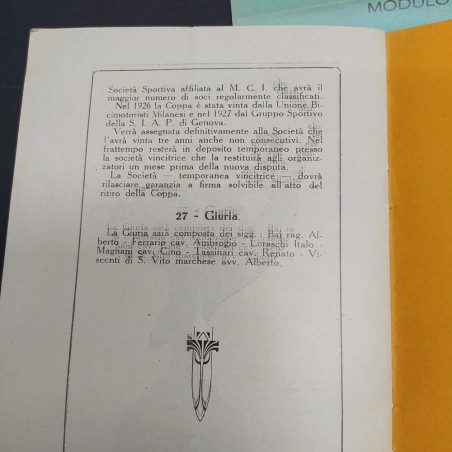 MODULO
Società Sportiva affiliata al M. C. I. che avrà il
maggior numero di soci regolarmente classificati.
Nel 1926 la Coppa è stata vinta dalla Unione Bi-
cimotoristi Milanesi e nel 1927 dal Gruppo Sportivo
della S. I. A. P. di Genova.
Verrà assegnata definitivamente alla Società che
l'avrà vinta tre anni anche non consecutivi. Nel
frattempo resterà in deposito temporaneo presso
la società vincitrice che la restituirà agli organiz-
zatori un mese prima della nuova disputa.
La Società — temporanea vincitrice — dovrà
rilasciare garanzia a firma solvibile all'atto del
ritiro della Coppa.
27 - Giuria.
La Giuria sarà composta dei sigg.: Bai rag. Al-
berto - Ferrario cav. Ambrogio - Luraschi Italo -
Magnani cav. Gino - Tassinari cav. Renato - Vi-
sconti di S. Vito marchese avv. Alberto.